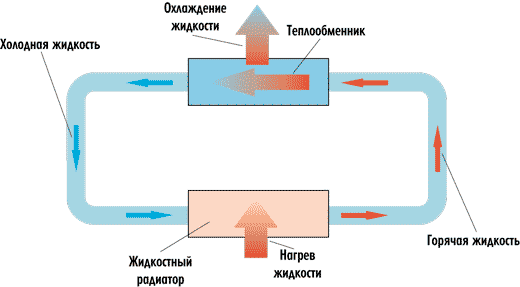 Охлаждение
жидкости
Теплообменник
Холодная жидкость
Горячая жидкость
Жидкостный
радиатор
Нагрев
жидкости